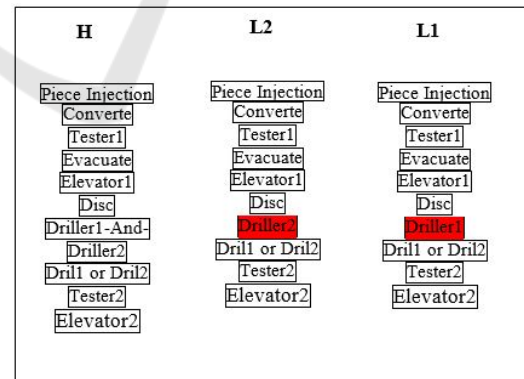 H
Piece Injection
Converte
Tester1
Evacuate
Elevator1
Disc
Driller1-And-
Driller2
Dril1 or Dril2
Tester2
Elevator2
L2
Piece Injection
Converte
Tester1
Evacuate
Elevator1
Disc
Driller2
Dril1 or Dril2
Tester2
Elevator2
L1
Piece Injection
Converte
Tester1
Evacuate
Elevator1
Disc
Driller1
Dril1 or Dril2
Tester2
Elevator2